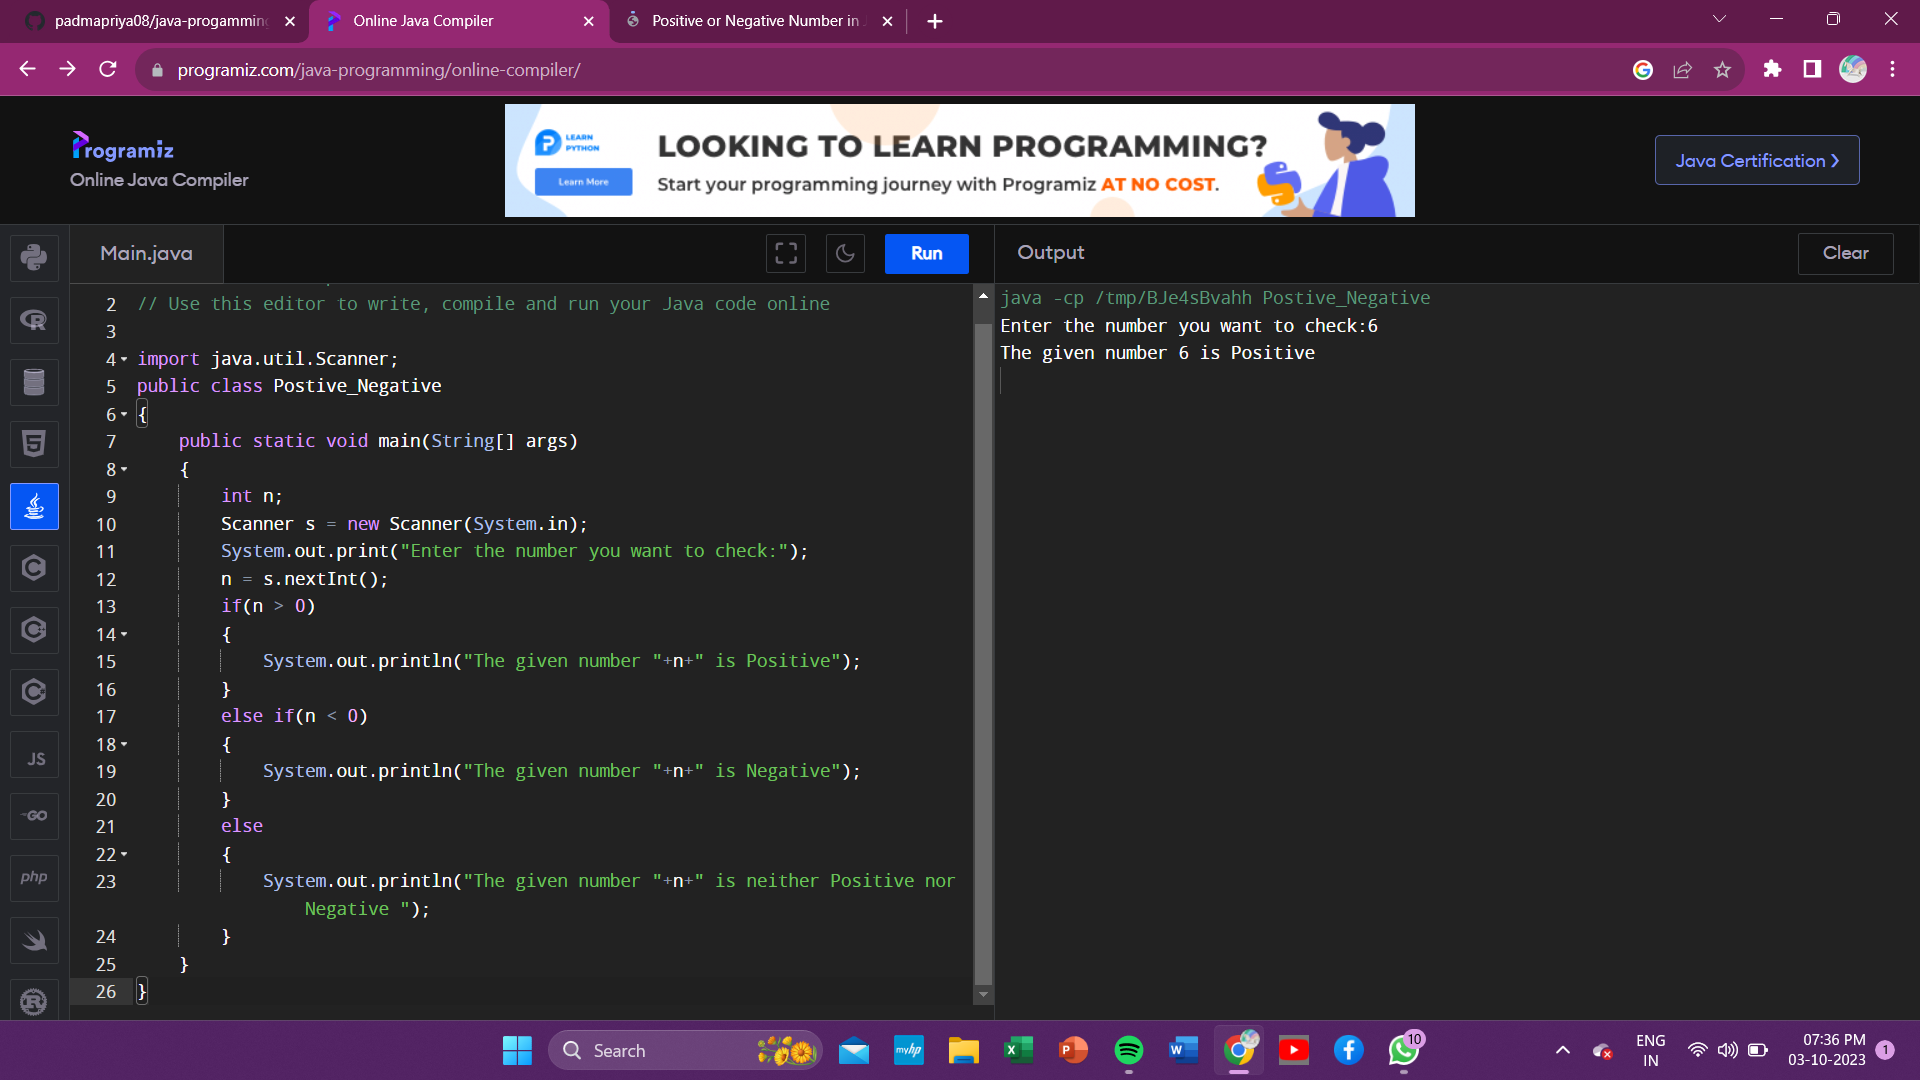 padmapriya08/java-progamming
Online Java Compiler
Positive or Negative Number in
programiz.com/java-programming/online-compiler/
Programiz
Online Java Compiler
LEARN
PYTHON
Learn More
LOOKING TO LEARN PROGRAMMING?
Start your programming journey with Programiz AT NO COST.
Java Certification ❯
Main.java
Run
Output
Clear
2 // Use this editor to write, compile and run your Java code online
3
4 import java.util.Scanner;
5 public class Postive_Negative
6 {
7 public static void main(String[] args)
8 {
9 int n;
10 Scanner s = new Scanner(System.in);
11 System.out.print("Enter the number you want to check:");
12 n = s.nextInt();
13 if(n > 0)
14 {
15 System.out.println("The given number "+n+" is Positive");
16 }
17 else if(n < 0)
18 {
19 System.out.println("The given number "+n+" is Negative");
20 }
21 else
22 {
23 System.out.println("The given number "+n+" is neither Positive nor
Negative ");
24 }
25 }
26 }
java -cp /tmp/BJe4sBvahh Postive_Negative
Enter the number you want to check:6
The given number 6 is Positive
R
5
C
C
C
JS
GO
php
R
Search
myhp
X
P
W
10
ENG
IN
07:36 PM
03-10-2023
1